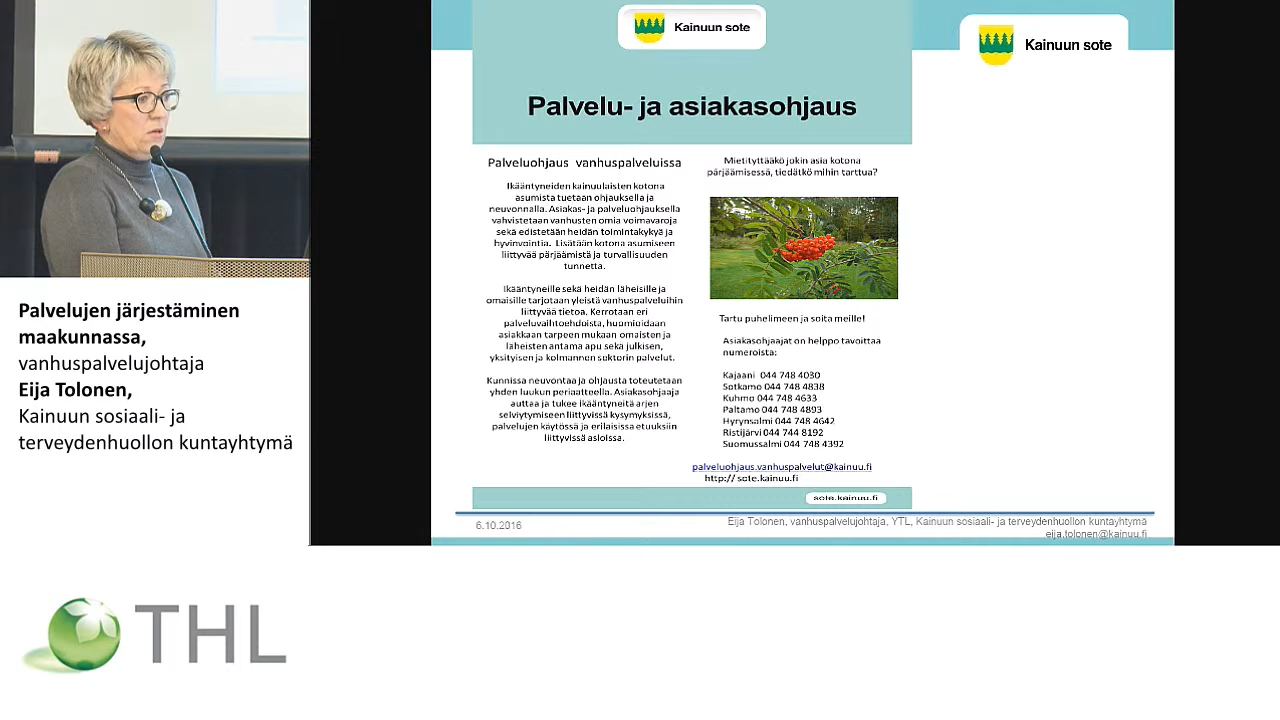 Palvelujen järjestäminen
maakunnassa,
vanhuspalvelujohtaja
Eija Tolonen,
Kainuun sosiaali- ja
terveydenhuollon kuntayhtymä
THL
Kainuun sote
Kainuun sote
Palvelu- ja asiakasohjaus
Palveluohjaus vanhuspalveluissa
Ikääntyneiden kainuulaisten kotona
asumista tuetaan ohjauksella ja
neuvonnalla. Asiakas- ja palveluohjauksella
vahvistetaan vanhusten omia voimavaroja
sekä edistetään heidän toimintakykyä ja
hyvinvointia. Lisätään kotona asumiseen
liittyvää pärjäämistä ja turvallisuuden
tunnetta.
Ikääntyneille sekä heidän läheisille ja
omaisille tarjotaan yleistä vanhuspalveluihin
liittyvää tietoa. Kerrotaan eri
palveluvaihtoehdoista, huomioidaan
asiakkaan tarpeen mukaan omaisten ja
läheisten antama apu sekä julkisen,
yksityisen ja kolmannen sektorin palvelut.
Kunnissa neuvontaa ja ohjausta toteutetaan
yhden luukun periaatteella. Asiakasohjaaja
auttaa ja tukee ikääntyneitä arjen
selviytymiseen liittyvissä kysymyksissä,
palvelujen käytössä ja erilaisissa etuuksiin
liittyvissä asioissa.
Mietityttääkö jokin asia kotona
pärjäämisessä, tiedätkö mihin tarttua?
Tartu puhelimeen ja soita meille!
Asiakasohjaajat on helppo tavoittaa
numeroista:
Kajaani 044 748 4030
Sotkamo 044 748 4838
Kuhmo 044 748 4633
Paltamo 044 748 4893
Hyrynsalmi 044 748 4642
Ristijärvi 044 744 8192
Suomussalmi 044 748 4392
palveluohjaus.vanhuspalvelut@kainuu.fi
http:// sote.kainuu.fi
sote.kainuu.fi
6.10.2016
Eija Tolonen, vanhuspalvelujohtaja, YTL, Kainuun sosiaali- ja terveydenhuollon kuntayhtymä
eija.tolonen@kainuu.fi